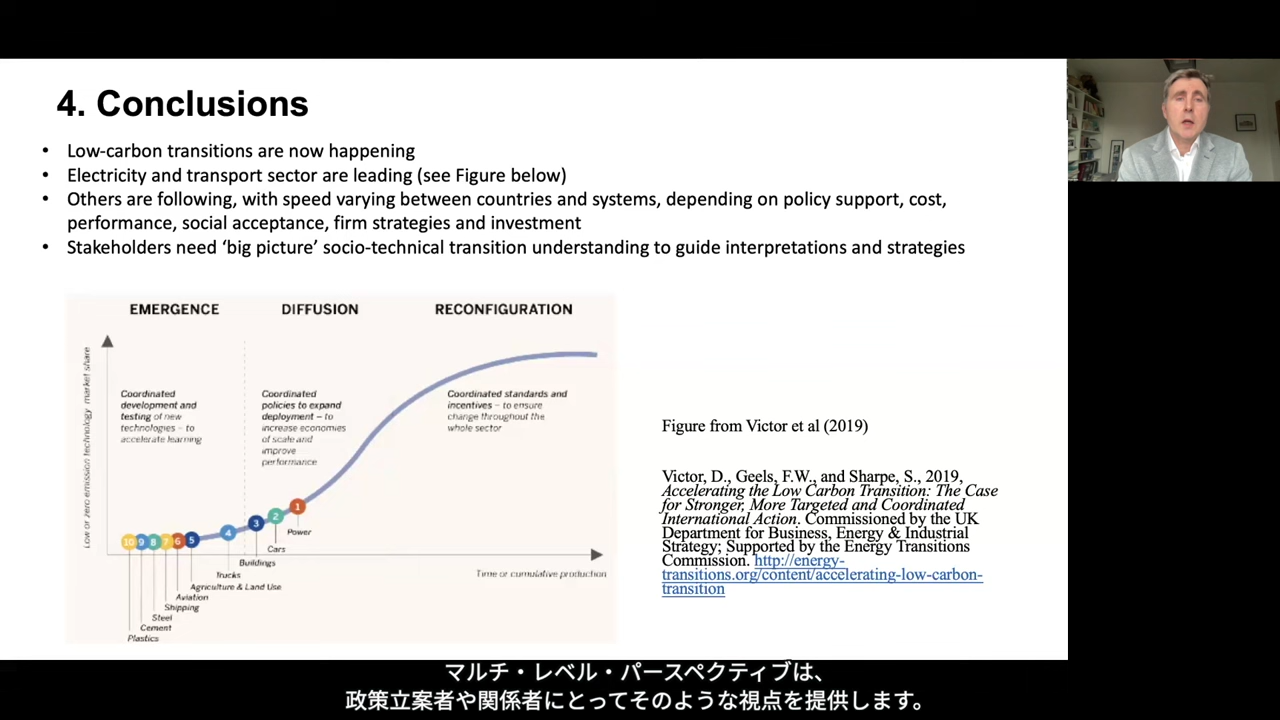 4. Conclusions
• Low-carbon transitions are now happening
• Electricity and transport sector are leading (see Figure below)
• Others are following, with speed varying between countries and systems, depending on policy support, cost,
performance, social acceptance, firm strategies and investment
• Stakeholders need ‘big picture’ socio-technical transition understanding to guide interpretations and strategies
EMERGENCE
DIFFUSION
RECONFIGURATION
Low or zero emission technology market share
Coordinated
development and
testing of new
technologies – to
accelerate learning
Coordinated
policies to expand
deployment – to
increase economies
of scale and
improve
performance
Coordinated standards and
incentives – to ensure
change throughout the
whole sector
10 9 8 7 6 5 4 3 2 1
Power
Cars
Buildings
Trucks
Agriculture & Land Use
Aviation
Shipping
Steel
Cement
Plastics
Time or cumulative production
Figure from Victor et al (2019)
Victor, D., Geels, F.W., and Sharpe, S., 2019,
Accelerating the Low Carbon Transition: The Case
for Stronger, More Targeted and Coordinated
International Action. Commissioned by the UK
Department for Business, Energy & Industrial
Strategy; Supported by the Energy Transitions
Commission. http://energy-
transitions.org/content/accelerating-low-carbon-
transition
マルチ・レベル・パースペクティブは、
政策立案者や関係者にとってそのような視点を提供します。